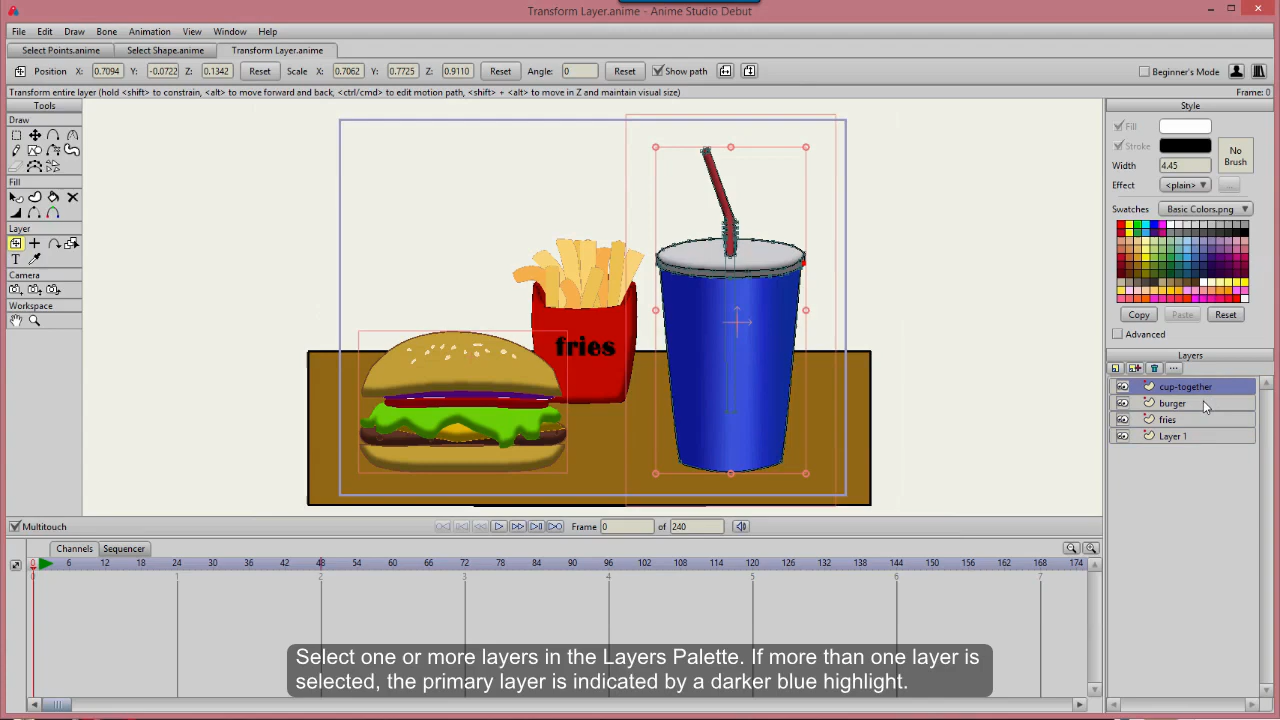 Transform Layer.anime - Anime Studio Debut
File Edit Draw Bone Animation View Window Help
Select Points.anime Select Shape.anime Transform Layer.anime
Position X: 0.7094 Y: -0.0722 Z: 0.1342 Reset Scale X: 0.7062 Y: 0.7725 Z: 0.9110 Reset Angle: 0 Reset Show path Beginner's Mode
Transform entire layer (hold <shift> to constrain, <alt> to move forward and back, <ctrl/cmd> to edit motion path, <shift> + <alt> to move in Z and maintain visual size) Frame: 0
Tools
Draw
Fill
Layer
Camera
Workspace
fries
Style
Fill
Stroke
No
Brush
Width 4.45
Effect <plain>
Swatches Basic Colors.png
Copy Paste Reset
Advanced
Layers
cup-together
burger
fries
Layer 1
Multitouch Frame 0 of 240
Channels Sequencer
0 6 12 18 24 30 36 42 48 54 60 66 72 78 84 90 96 102 108 114 120 126 132 138 144 150 156 162 168 174
0 1 2 3 4 5 6 7
Select one or more layers in the Layers Palette. If more than one layer is
selected, the primary layer is indicated by a darker blue highlight.